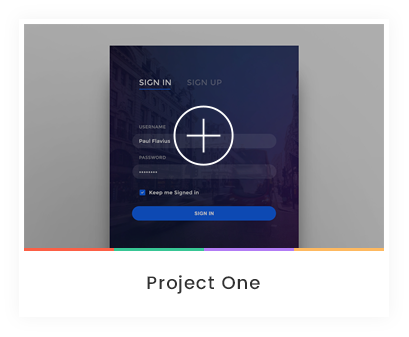 SIGN IN SIGN UP
USERNAME
Paul Flavius
PASSWORD
••••••••
Keep me Signed in
SIGN IN
Project One